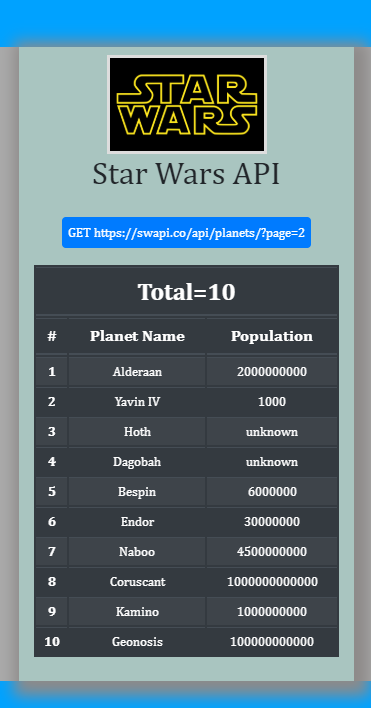 STAR
WARS
Star Wars API
GET https://swapi.co/api/planets/?page=2
Total=10
# Planet Name Population
1 Alderaan 2000000000
2 Yavin IV 1000
3 Hoth unknown
4 Dagobah unknown
5 Bespin 6000000
6 Endor 30000000
7 Naboo 4500000000
8 Coruscant 1000000000000
9 Kamino 1000000000
10 Geonosis 100000000000